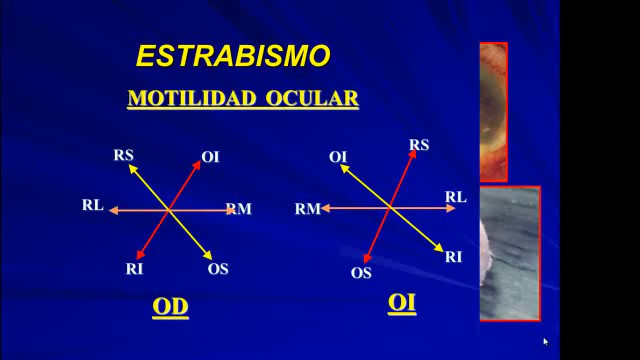 ESTRABISMO
MOTILIDAD OCULAR
RS OI
RL RM
RI OS
OD
OI RS
RM RL
OS RI
OI